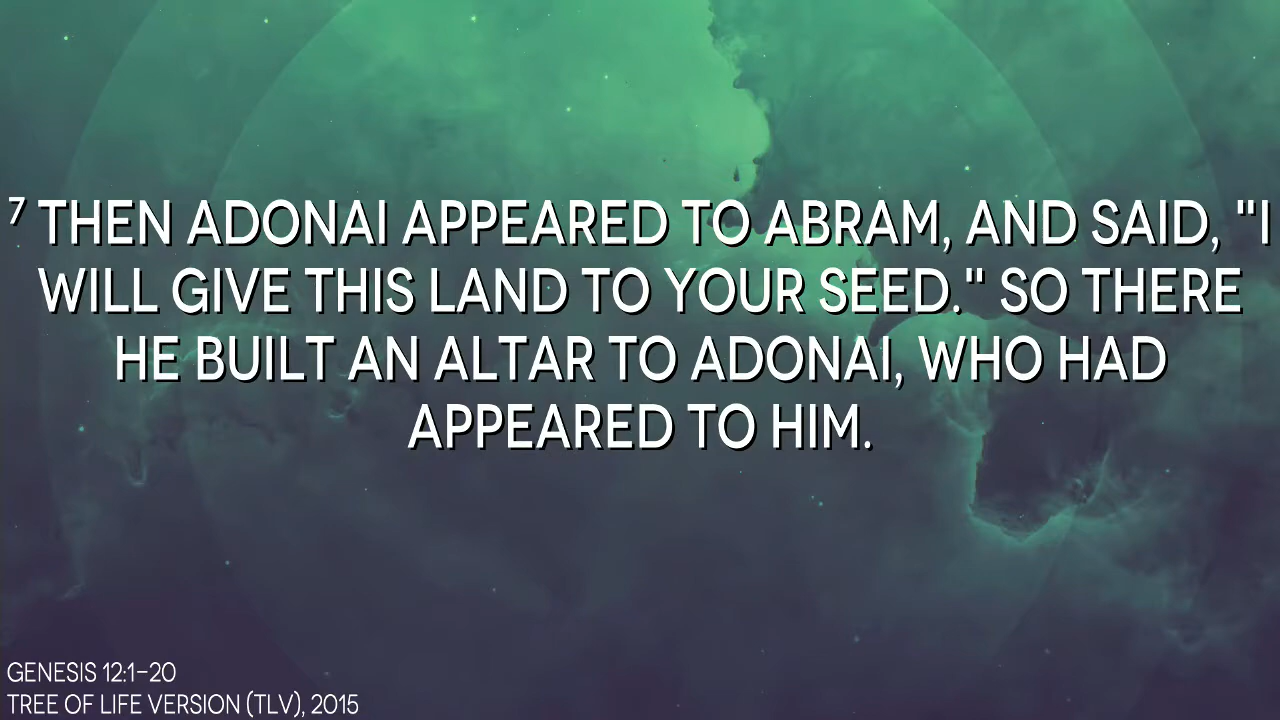 ⁷ THEN ADONAI APPEARED TO ABRAM, AND SAID, "I
WILL GIVE THIS LAND TO YOUR SEED." SO THERE
HE BUILT AN ALTAR TO ADONAI, WHO HAD
APPEARED TO HIM.
GENESIS 12:1-20
TREE OF LIFE VERSION (TLV), 2015